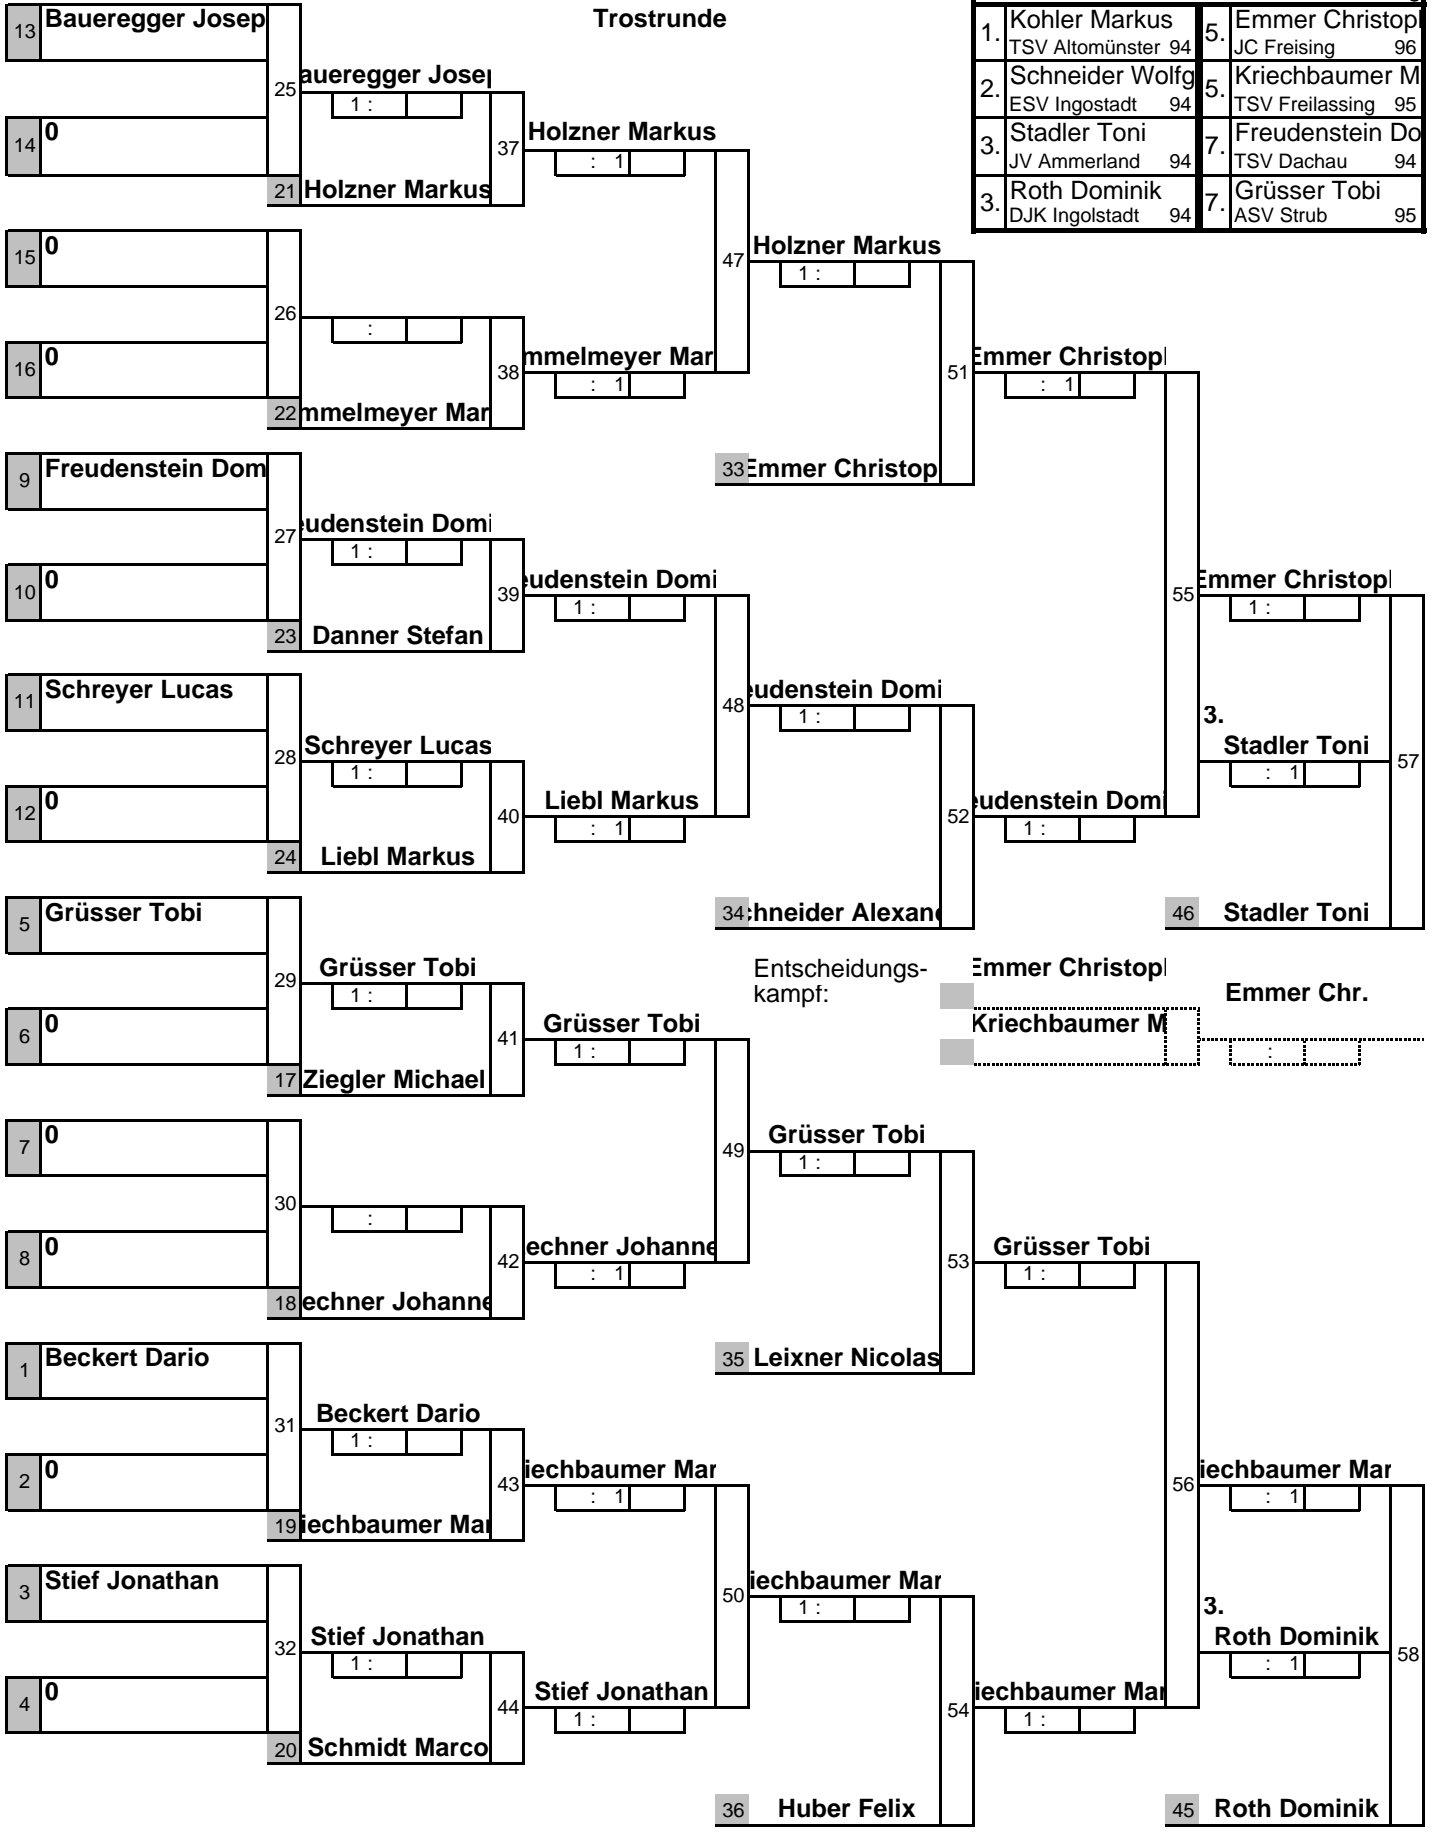 Trostrunde
1. Kohler Markus 5. Emmer Christoph
TSV Altomünster 94 JC Freising 96
2. Schneider Wolfg 5. Kriechbaumer M
ESV Ingostadt 94 TSV Freilassing 95
3. Stadler Toni 7. Freudenstein Do
JV Ammerland 94 TSV Dachau 94
3. Roth Dominik 7. Grüsser Tobi
DJK Ingolstadt 94 ASV Strub 95
13 Baueregger Josep
25 aueregger Josep
1 :
14 0
37 Holzner Markus
: 1
21 Holzner Markus
15 0
47 Holzner Markus
1 :
26
:
16 0
38 mmelmeyer Mar
: 1
51 Emmer Christopl
: 1
22 mmelmeyer Mar
9 Freudenstein Dom
33 Emmer Christop
27 eudenstein Domi
1 :
10 0
39 eudenstein Domi
1 :
55 Emmer Christopl
1 :
23 Danner Stefan
11 Schreyer Lucas
48 eudenstein Domi
1 :
3.
28 Schreyer Lucas
1 :
Stadler Toni
: 1
57
12 0
40 Liebl Markus
: 1
52 eudenstein Domi
1 :
24 Liebl Markus
5 Grüsser Tobi
34 chneider Alexand
46 Stadler Toni
29 Grüsser Tobi
1 :
Entscheidungs-
kampf:
Emmer Christopl
Emmer Chr.
Kriechbaumer M
:
6 0
41 Grüsser Tobi
1 :
17 Ziegler Michael
7 0
49 Grüsser Tobi
1 :
30
:
8 0
42 echner Johanne
: 1
53 Grüsser Tobi
1 :
18 echner Johanne
1 Beckert Dario
35 Leixner Nicolas
31 Beckert Dario
1 :
2 0
43 iechbaumer Mar
: 1
56 iechbaumer Mar
: 1
19 iechbaumer Mar
3 Stief Jonathan
50 iechbaumer Mar
1 :
3.
32 Stief Jonathan
1 :
Roth Dominik
: 1
58
4 0
44 Stief Jonathan
1 :
54 iechbaumer Mar
1 :
20 Schmidt Marco
36 Huber Felix
45 Roth Dominik